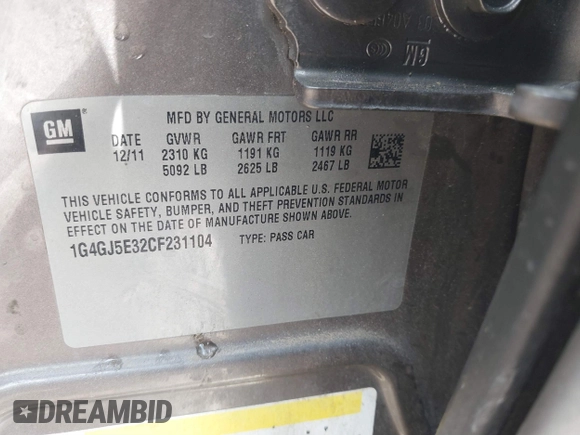 GM
MFD BY GENERAL MOTORS LLC
DATE GVWR GAWR FRT GAWR RR
12/11 2310 KG 1191 KG 1119 KG
5092 LB 2625 LB 2467 LB
THIS VEHICLE CONFORMS TO ALL APPLICABLE U.S. FEDERAL MOTOR
VEHICLE SAFETY, BUMPER, AND THEFT PREVENTION STANDARDS IN
EFFECT ON THE DATE OF MANUFACTURE SHOWN ABOVE.
1G4GJ5E32CF231104 TYPE: PASS CAR
GM
DREAMBID